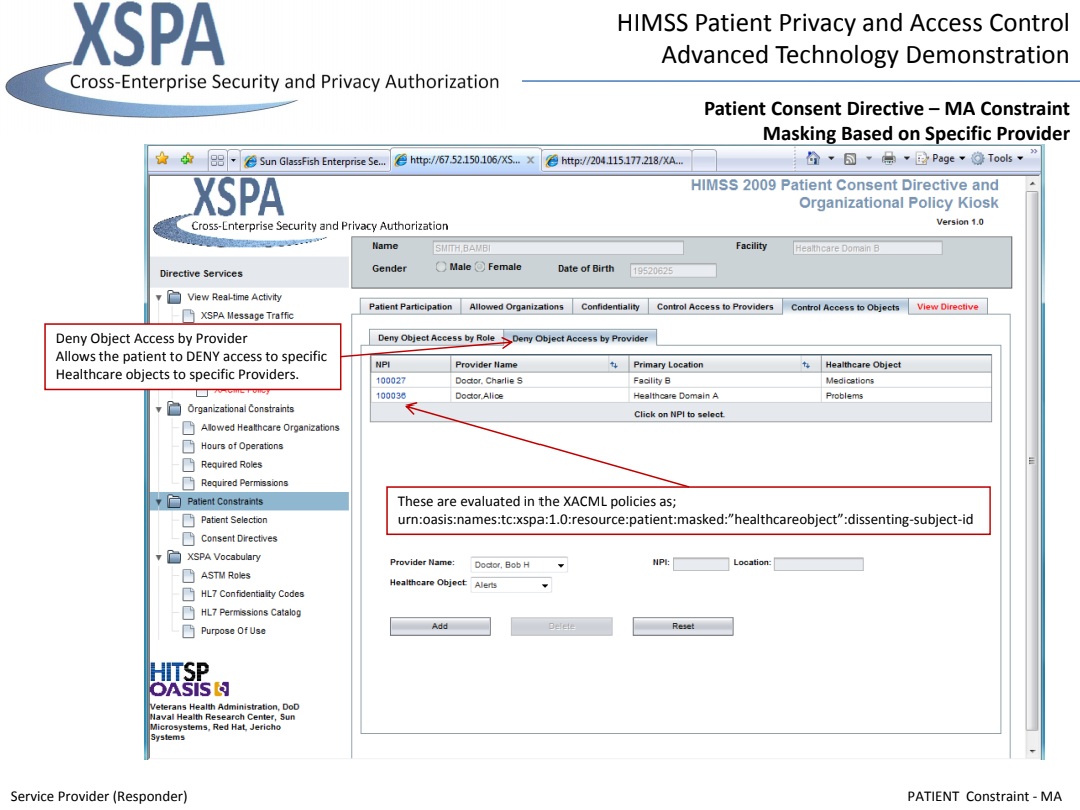 XSPA
Cross-Enterprise Security and Privacy Authorization
HIMSS Patient Privacy and Access Control
Advanced Technology Demonstration
Patient Consent Directive – MA Constraint
Masking Based on Specific Provider
Sun GlassFish Enterprise Se...
http://67.52.150.106/XS...
http://204.115.177.218/XA...
Page
Tools
XSPA
Cross-Enterprise Security and Privacy Authorization
HIMSS 2009 Patient Consent Directive and
Organizational Policy Kiosk
Version 1.0
Name
SMITH,BAMBI
Facility
Healthcare Domain B
Gender
Male
Female
Date of Birth
19520625
Directive Services
View Real-time Activity
XSPA Message Traffic
XACML Policy
Organizational Constraints
Allowed Healthcare Organizations
Hours of Operations
Required Roles
Required Permissions
Patient Constraints
Patient Selection
Consent Directives
XSPA Vocabulary
ASTM Roles
HL7 Confidentiality Codes
HL7 Permissions Catalog
Purpose Of Use
HITSP
OASIS
Veterans Health Administration, DoD
Naval Health Research Center, Sun
Microsystems, Red Hat, Jericho
Systems
Patient Participation
Allowed Organizations
Confidentiality
Control Access to Providers
Control Access to Objects
View Directive
Deny Object Access by Role
Deny Object Access by Provider
Deny Object Access by Provider
Allows the patient to DENY access to specific
Healthcare objects to specific Providers.
NPI
Provider Name
Primary Location
Healthcare Object
100027
Doctor, Charlie S
Facility B
Medications
100036
Doctor,Alice
Healthcare Domain A
Problems
Click on NPI to select.
These are evaluated in the XACML policies as;
urn:oasis:names:tc:xspa:1.0:resource:patient:masked:”healthcareobject”:dissenting-subject-id
Provider Name:
Doctor, Bob H
NPI:
Location:
Healthcare Object:
Alerts
Add
Delete
Reset
Service Provider (Responder)
PATIENT Constraint - MA